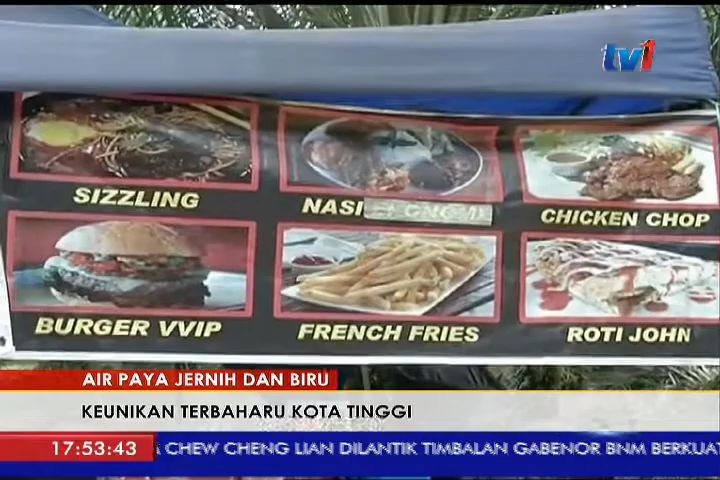 tv1
SIZZLING
NASI
CHICKEN CHOP
BURGER VVIP
FRENCH FRIES
ROTI JOHN
AIR PAYA JERNIH DAN BIRU
KEUNIKAN TERBAHARU KOTA TINGGI
17:53:43
CHEW CHENG LIAN DILANTIK TIMBALAN GABENOR BNM BERKUAT